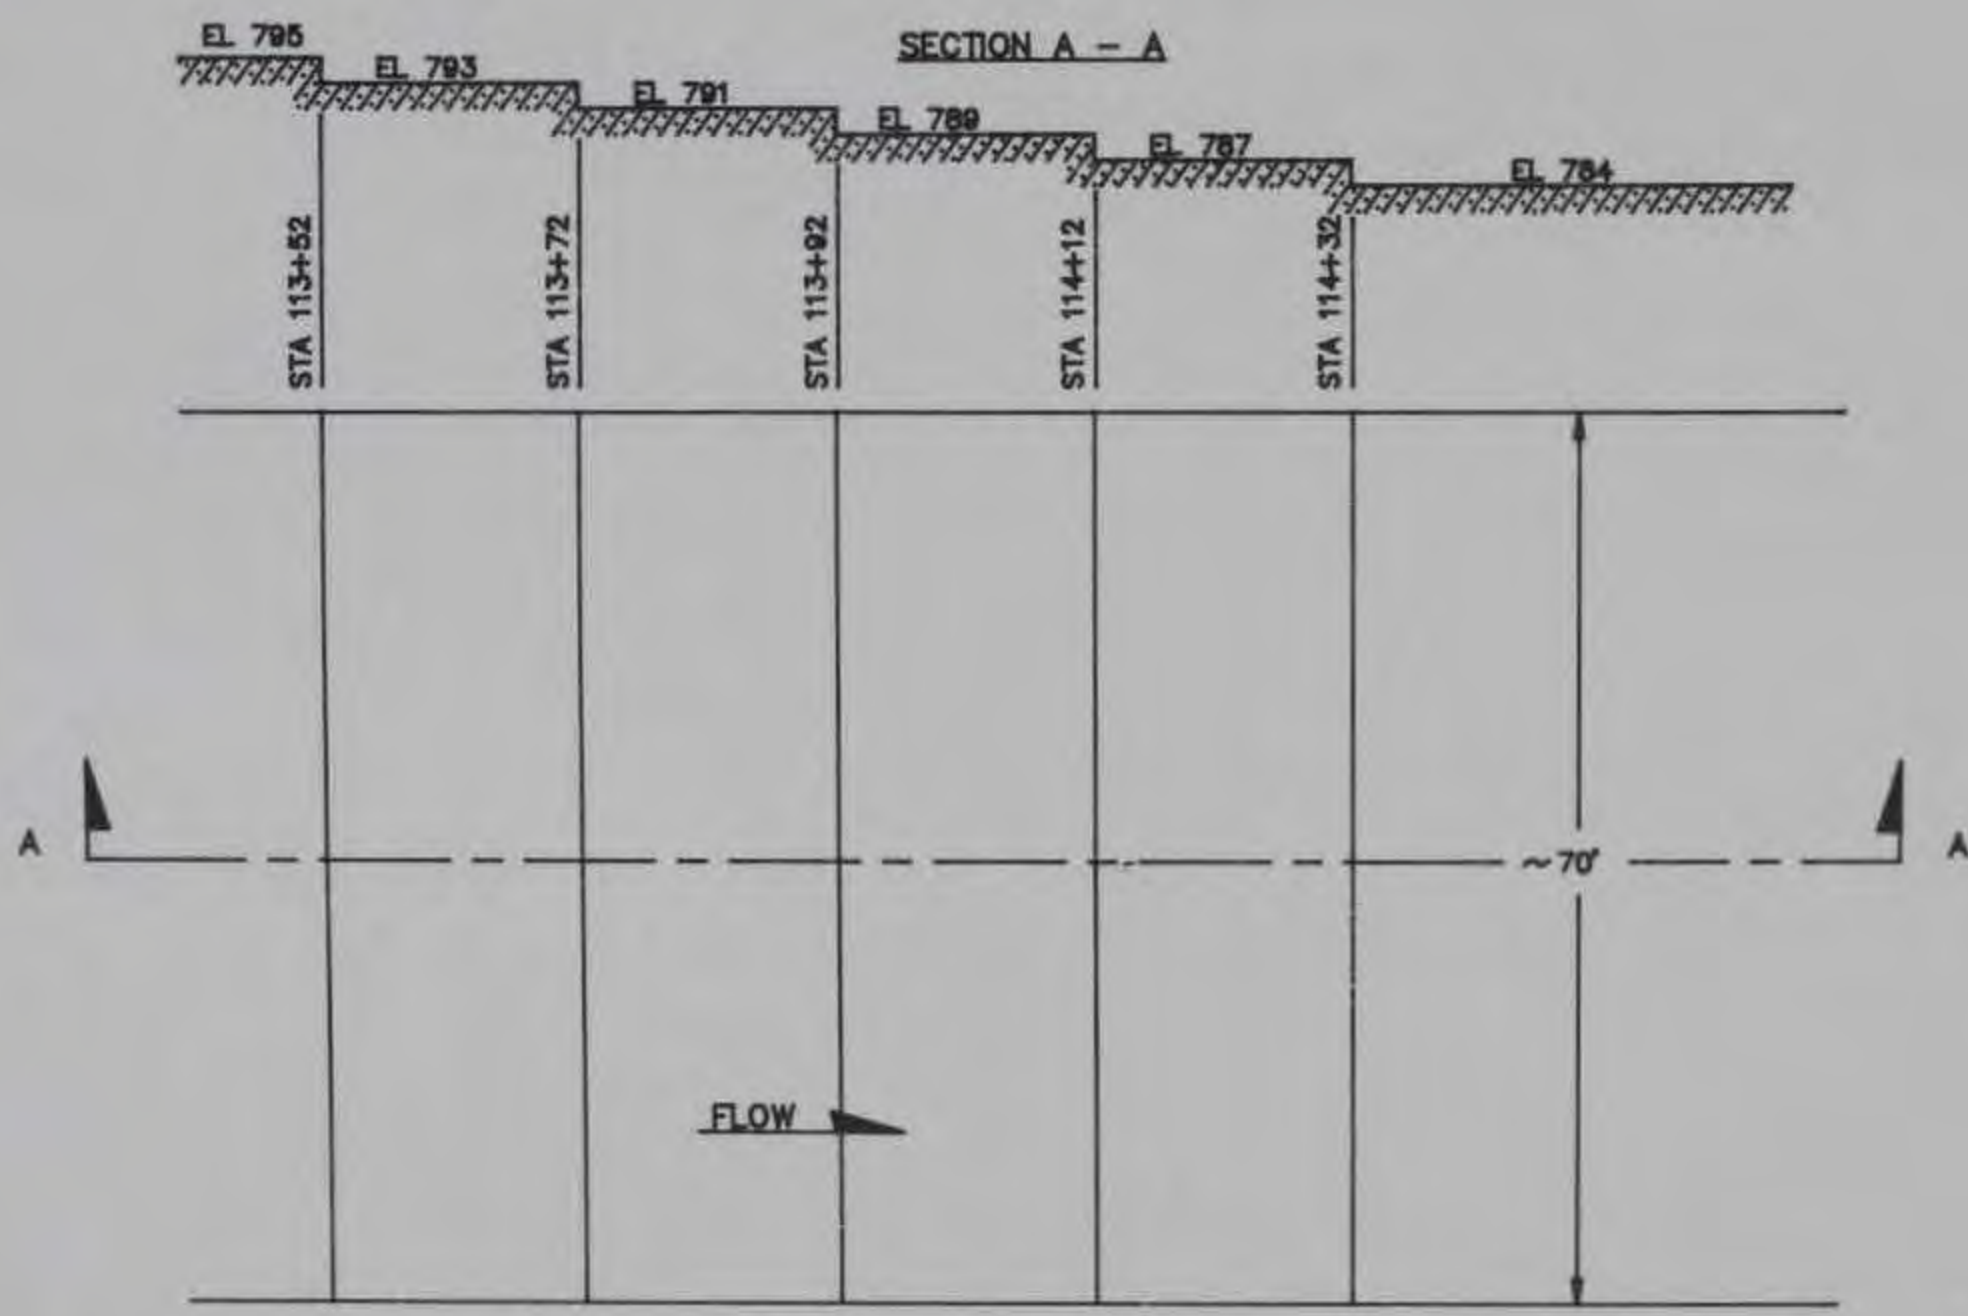 EL 795
SECTION A - A
EL 793
EL 791
EL 789
EL 787
EL 784
STA 113+52
STA 113+72
STA 113+92
STA 114+12
STA 114+32
A
~70'
A
FLOW